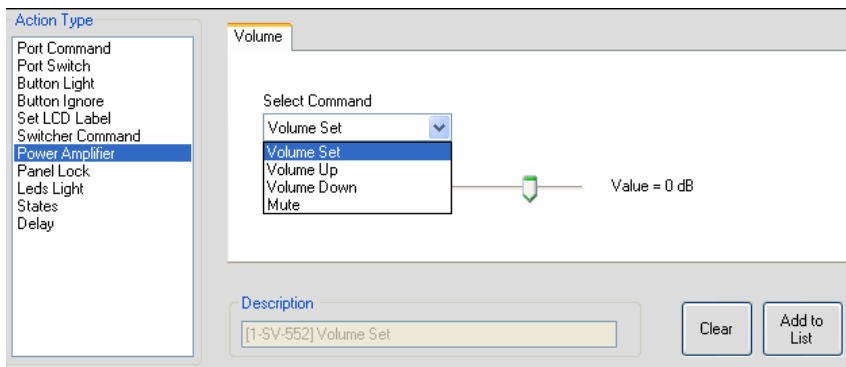 Action Type
Port Command
Port Switch
Button Light
Button Ignore
Set LCD Label
Switcher Command
Power Amplifier
Panel Lock
Leds Light
States
Delay
Volume
Select Command
Volume Set
Volume Set
Volume Up
Volume Down
Mute
Value = 0 dB
Description
[1-SV-552] Volume Set
Clear
Add to
List